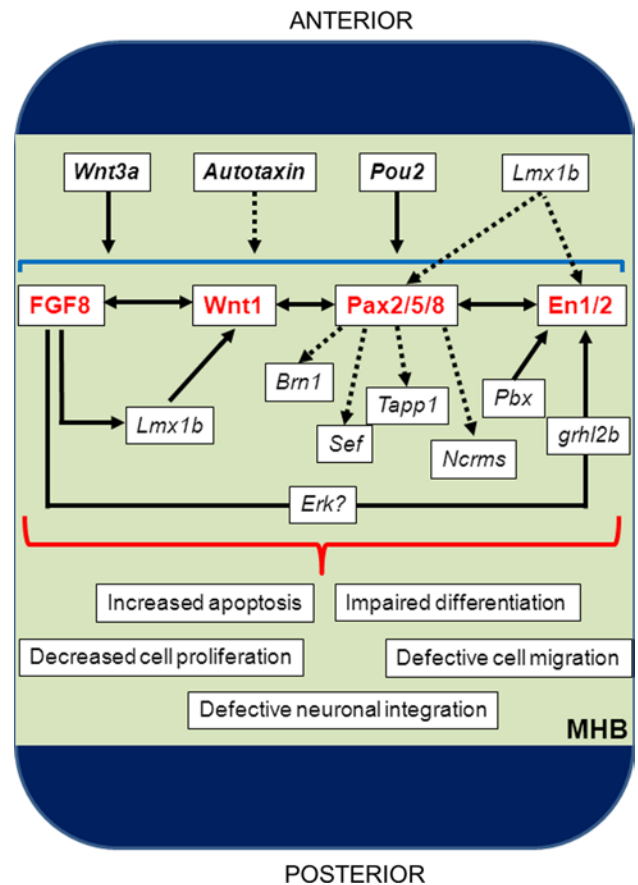 ANTERIOR
Wnt3a
Autotaxin
Pou2
Lmx1b
FGF8
Wnt1
Pax2/5/8
En1/2
Brn1
Tapp1
Pbx
Lmx1b
Sef
Ncrms
grhl2b
Erk?
Increased apoptosis
Impaired differentiation
Decreased cell proliferation
Defective cell migration
Defective neuronal integration
MHB
POSTERIOR